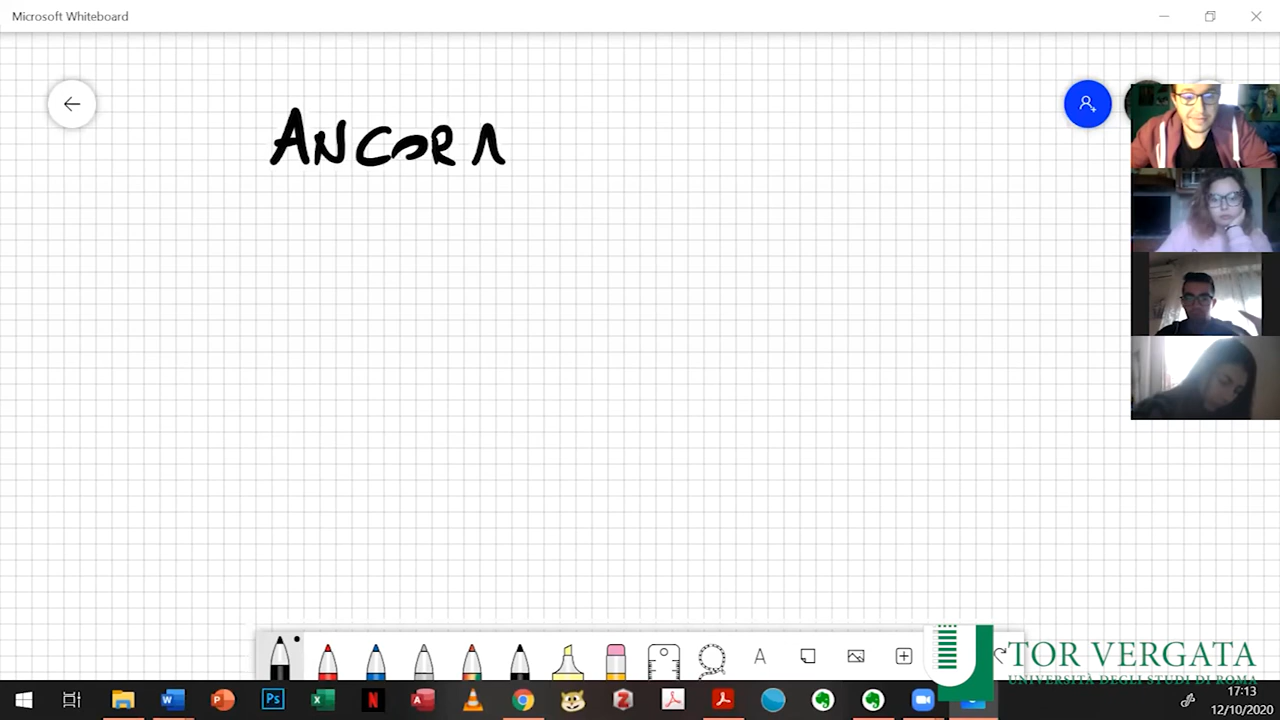 Microsoft Whiteboard
ANCORA
TOR VERGATA
UNIVERSITÀ DEGLI STUDI DI ROMA
17:13
12/10/2020